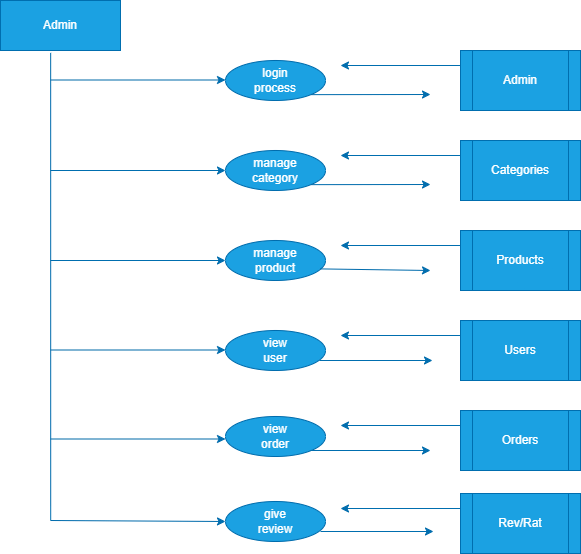 Admin
login
process
Admin
manage
category
Categories
manage
product
Products
view
user
Users
view
order
Orders
give
review
Rev/Rat